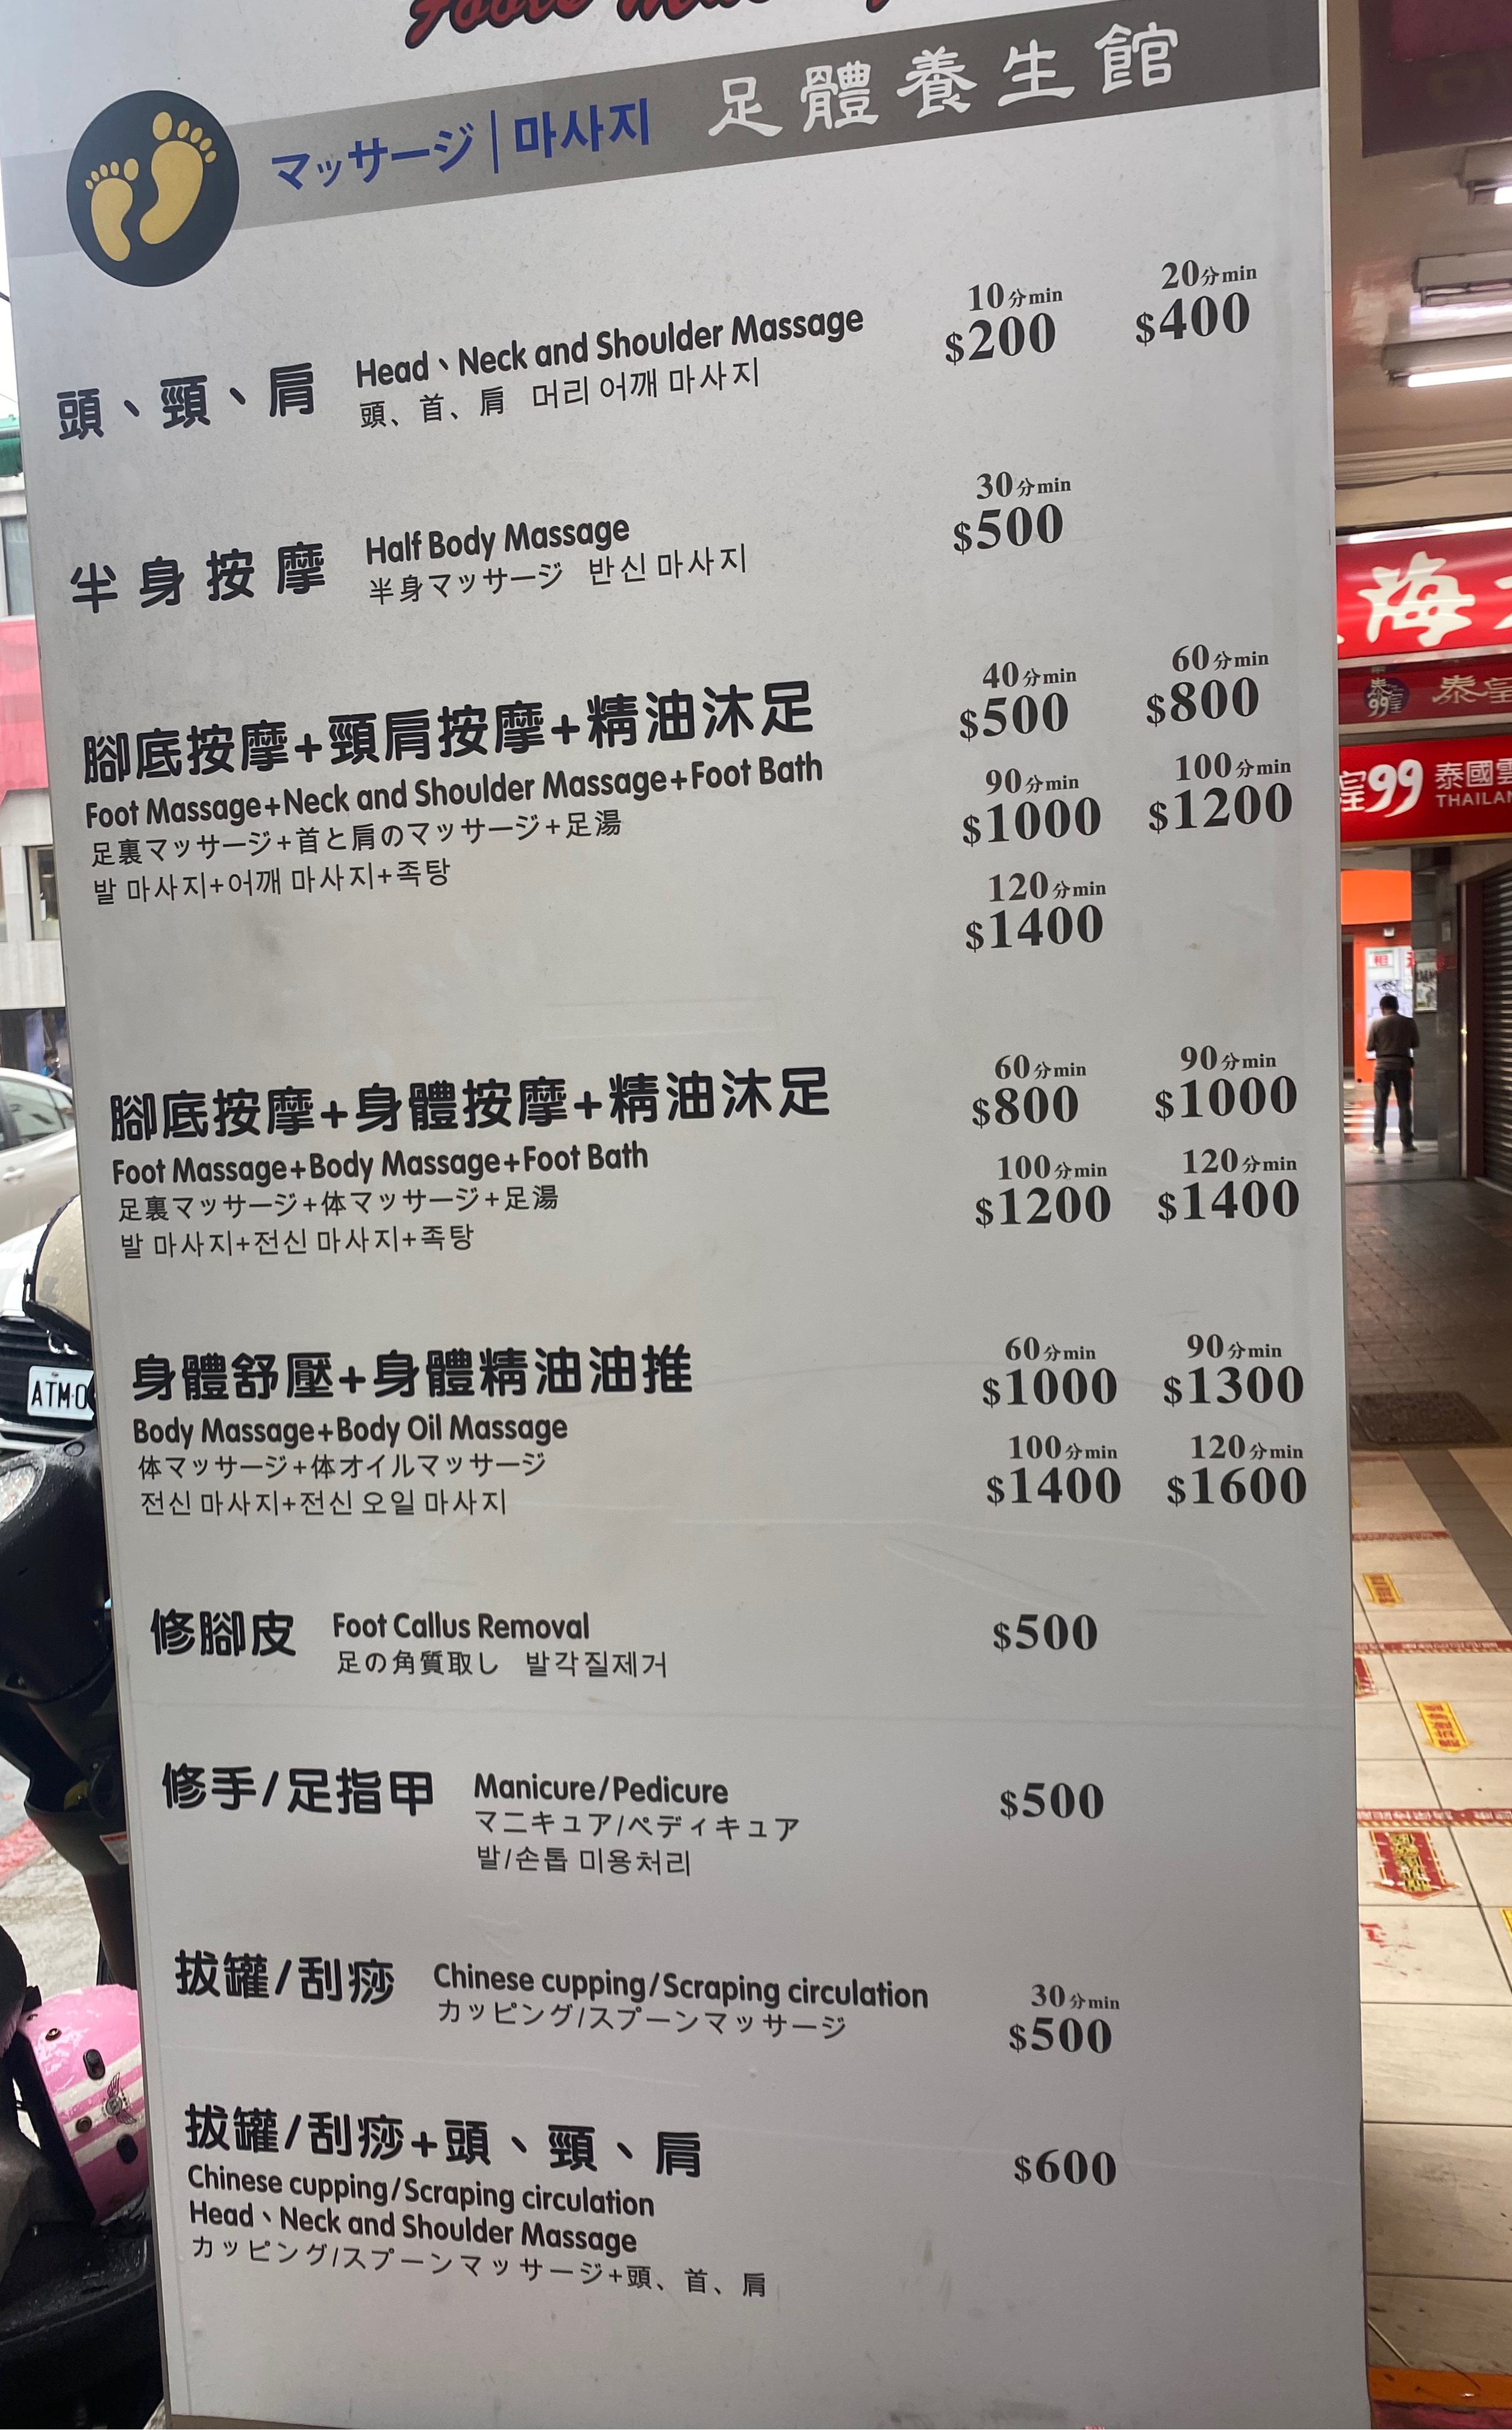 マッサージ|마사지 足體養生館
10分min 20分min
$200 $400
頭、頸、肩 Head、Neck and Shoulder Massage
頭、首、肩 머리 어깨 마사지
30分min
$500
半身按摩 Half Body Massage
半身マッサージ 반신 마사지
40分min 60分min
$500 $800
腳底按摩+頸肩按摩+精油沐足
Foot Massage+Neck and Shoulder Massage+Foot Bath
足裏マッサージ+首と肩のマッサージ+足湯
발 마사지+어깨 마사지+족탕
90分min 100分min
$1000 $1200
120分min
$1400
60分min 90分min
$800 $1000
腳底按摩+身體按摩+精油沐足
Foot Massage+Body Massage+Foot Bath
足裏マッサージ+体マッサージ+足湯
발 마사지+전신 마사지+족탕
100分min 120分min
$1200 $1400
60分min 90分min
$1000 $1300
身體舒壓+身體精油油推
Body Massage+Body Oil Massage
体マッサージ+体オイルマッサージ
전신 마사지+전신 오일 마사지
100分min 120分min
$1400 $1600
修腳皮 Foot Callus Removal $500
足の角質取し 발각질제거
修手/足指甲 Manicure/Pedicure $500
マニキュア/ペディキュア
발/손톱 미용처리
拔罐/刮痧 Chinese cupping/Scraping circulation
カッピング/スプーンマッサージ
30分min
$500
拔罐/刮痧+頭、頸、肩 $600
Chinese cupping/Scraping circulation
Head、Neck and Shoulder Massage
カッピング/スプーンマッサージ+頭、首、肩
海
泰皇
99 泰國
THAILAN
租
ATM